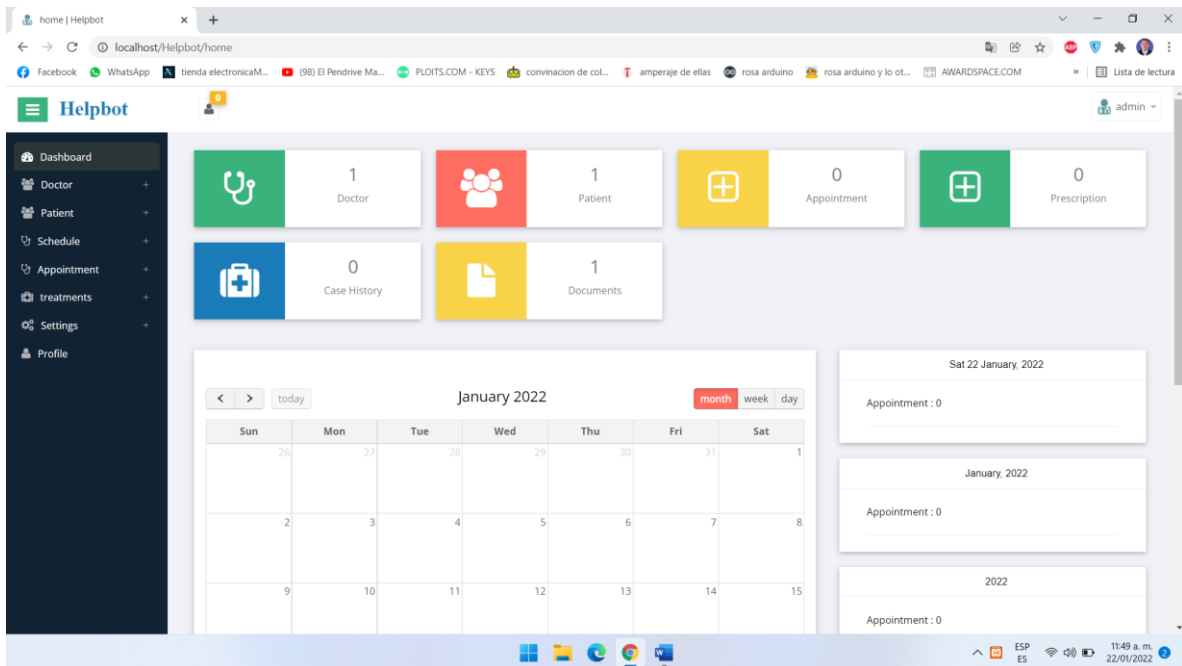 home | Helpbot
localhost/Helpbot/home
ABP
Facebook WhatsApp tienda electronicaM... (98) El Pendrive Ma... PLOITS.COM - KEYS convinacion de col... amperaje de ellas rosa arduino rosa arduino y lo ot... AWARDSPACE.COM » Lista de lectura
Helpbot
0
admin
Dashboard
Doctor +
Patient +
Schedule +
Appointment +
treatments +
Settings +
Profile
1
Doctor
1
Patient
0
Appointment
0
Prescription
0
Case History
1
Documents
today
January 2022
month week day
Sun Mon Tue Wed Thu Fri Sat
26 27 28 29 30 31 1
2 3 4 5 6 7 8
9 10 11 12 13 14 15
Sat 22 January, 2022
Appointment : 0
January, 2022
Appointment : 0
2022
Appointment : 0
ESP
ES
11:49 a. m.
22/01/2022
2